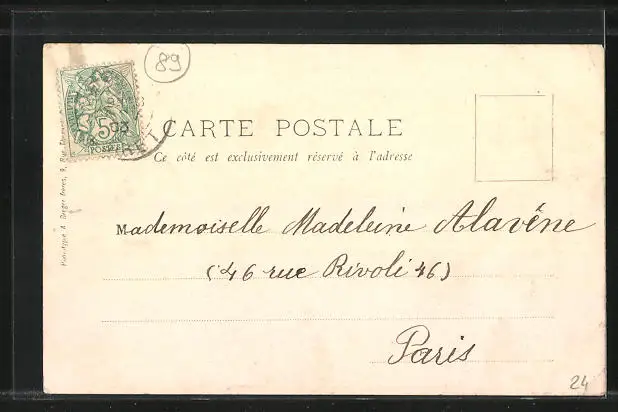 89
5c
POSTES
CARTE POSTALE
Ce côté est exclusivement réservé à l'adresse
Mademoiselle Madeleine Alavène
(46 rue Rivoli 46)
Paris
24